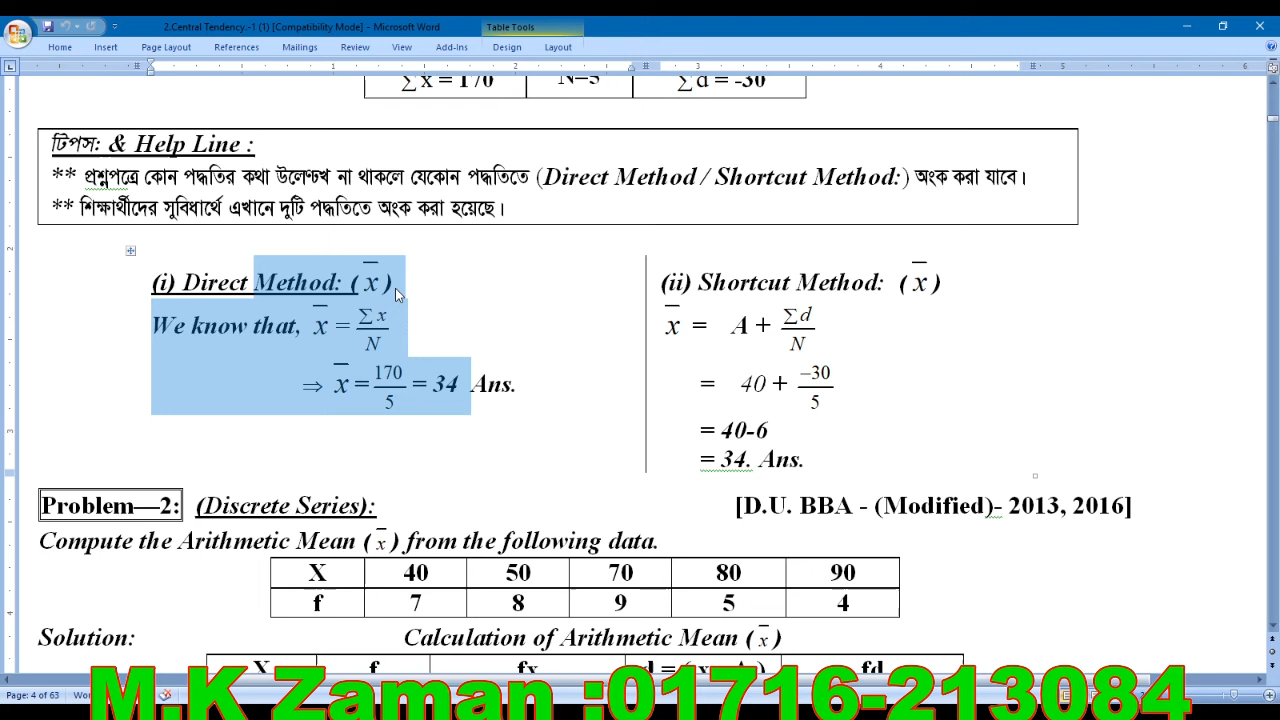 2.Central Tendency.-1 (1) [Compatibility Mode] - Microsoft Word
Table Tools
Home Insert Page Layout References Mailings Review View Add-Ins Design Layout
∑x = 170 N=5 ∑d = -30
টিপস: & Help Line :
** প্রশ্নপত্রে কোন পদ্ধতির কথা উলেণ্ঢখ না থাকলে যেকোন পদ্ধতিতে (Direct Method / Shortcut Method:) অংক করা যাবে।
** শিক্ষার্থীদের সুবিধার্থে এখানে দুটি পদ্ধতিতে অংক করা হয়েছে।
(i) Direct Method: ( x̄ )
We know that, x̄ = ∑x / N
⇒ x̄ = 170 / 5 = 34 Ans.
(ii) Shortcut Method: ( x̄ )
x̄ = A + ∑d / N
= 40 + −30 / 5
= 40-6
= 34. Ans.
Problem—2: (Discrete Series): [D.U. BBA - (Modified)- 2013, 2016]
Compute the Arithmetic Mean ( x̄ ) from the following data.
X 40 50 70 80 90
f 7 8 9 5 4
Solution: Calculation of Arithmetic Mean ( x̄ )
X f fx d = ( x – A ) fd
M.K Zaman :01716-213084
Page: 4 of 63